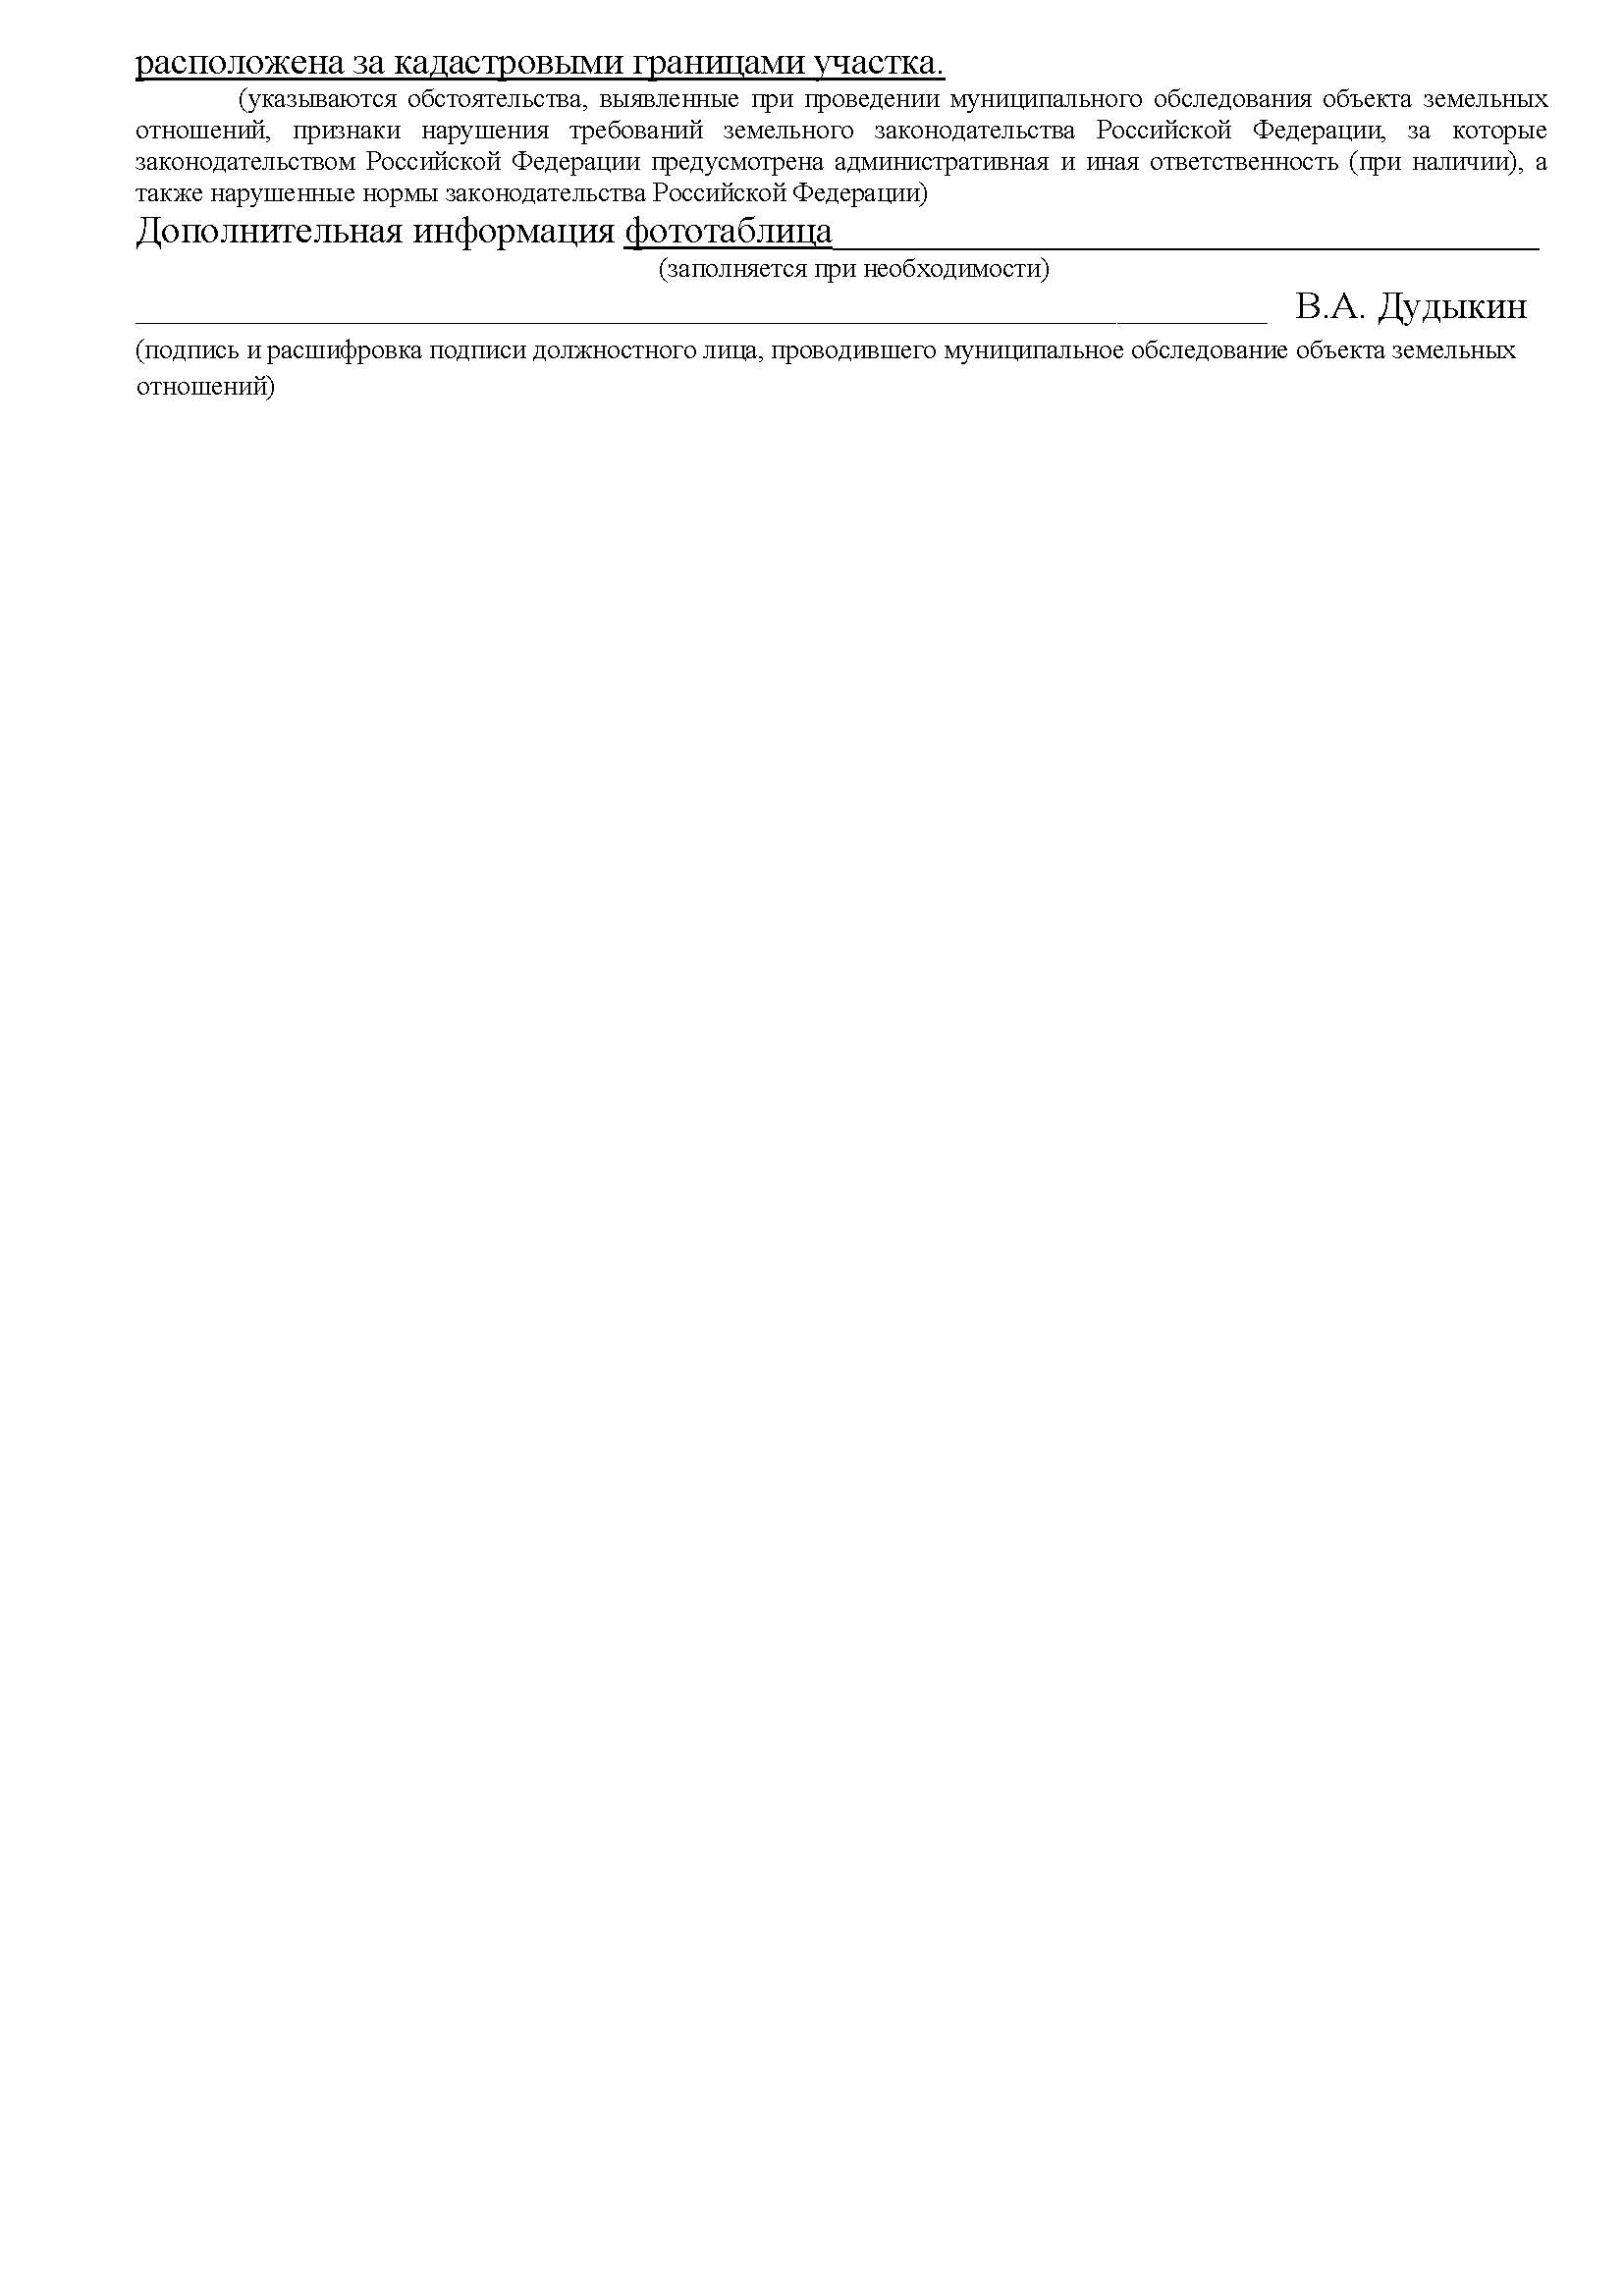 расположена за кадастровыми границами участка.
(указываются обстоятельства, выявленные при проведении муниципального обследования объекта земельных
отношений, признаки нарушения требований земельного законодательства Российской Федерации, за которые
законодательством Российской Федерации предусмотрена административная и иная ответственность (при наличии), а
также нарушенные нормы законодательства Российской Федерации)
Дополнительная информация фототаблица
(заполняется при необходимости)
В.А. Дудыкин
(подпись и расшифровка подписи должностного лица, проводившего муниципальное обследование объекта земельных
отношений)